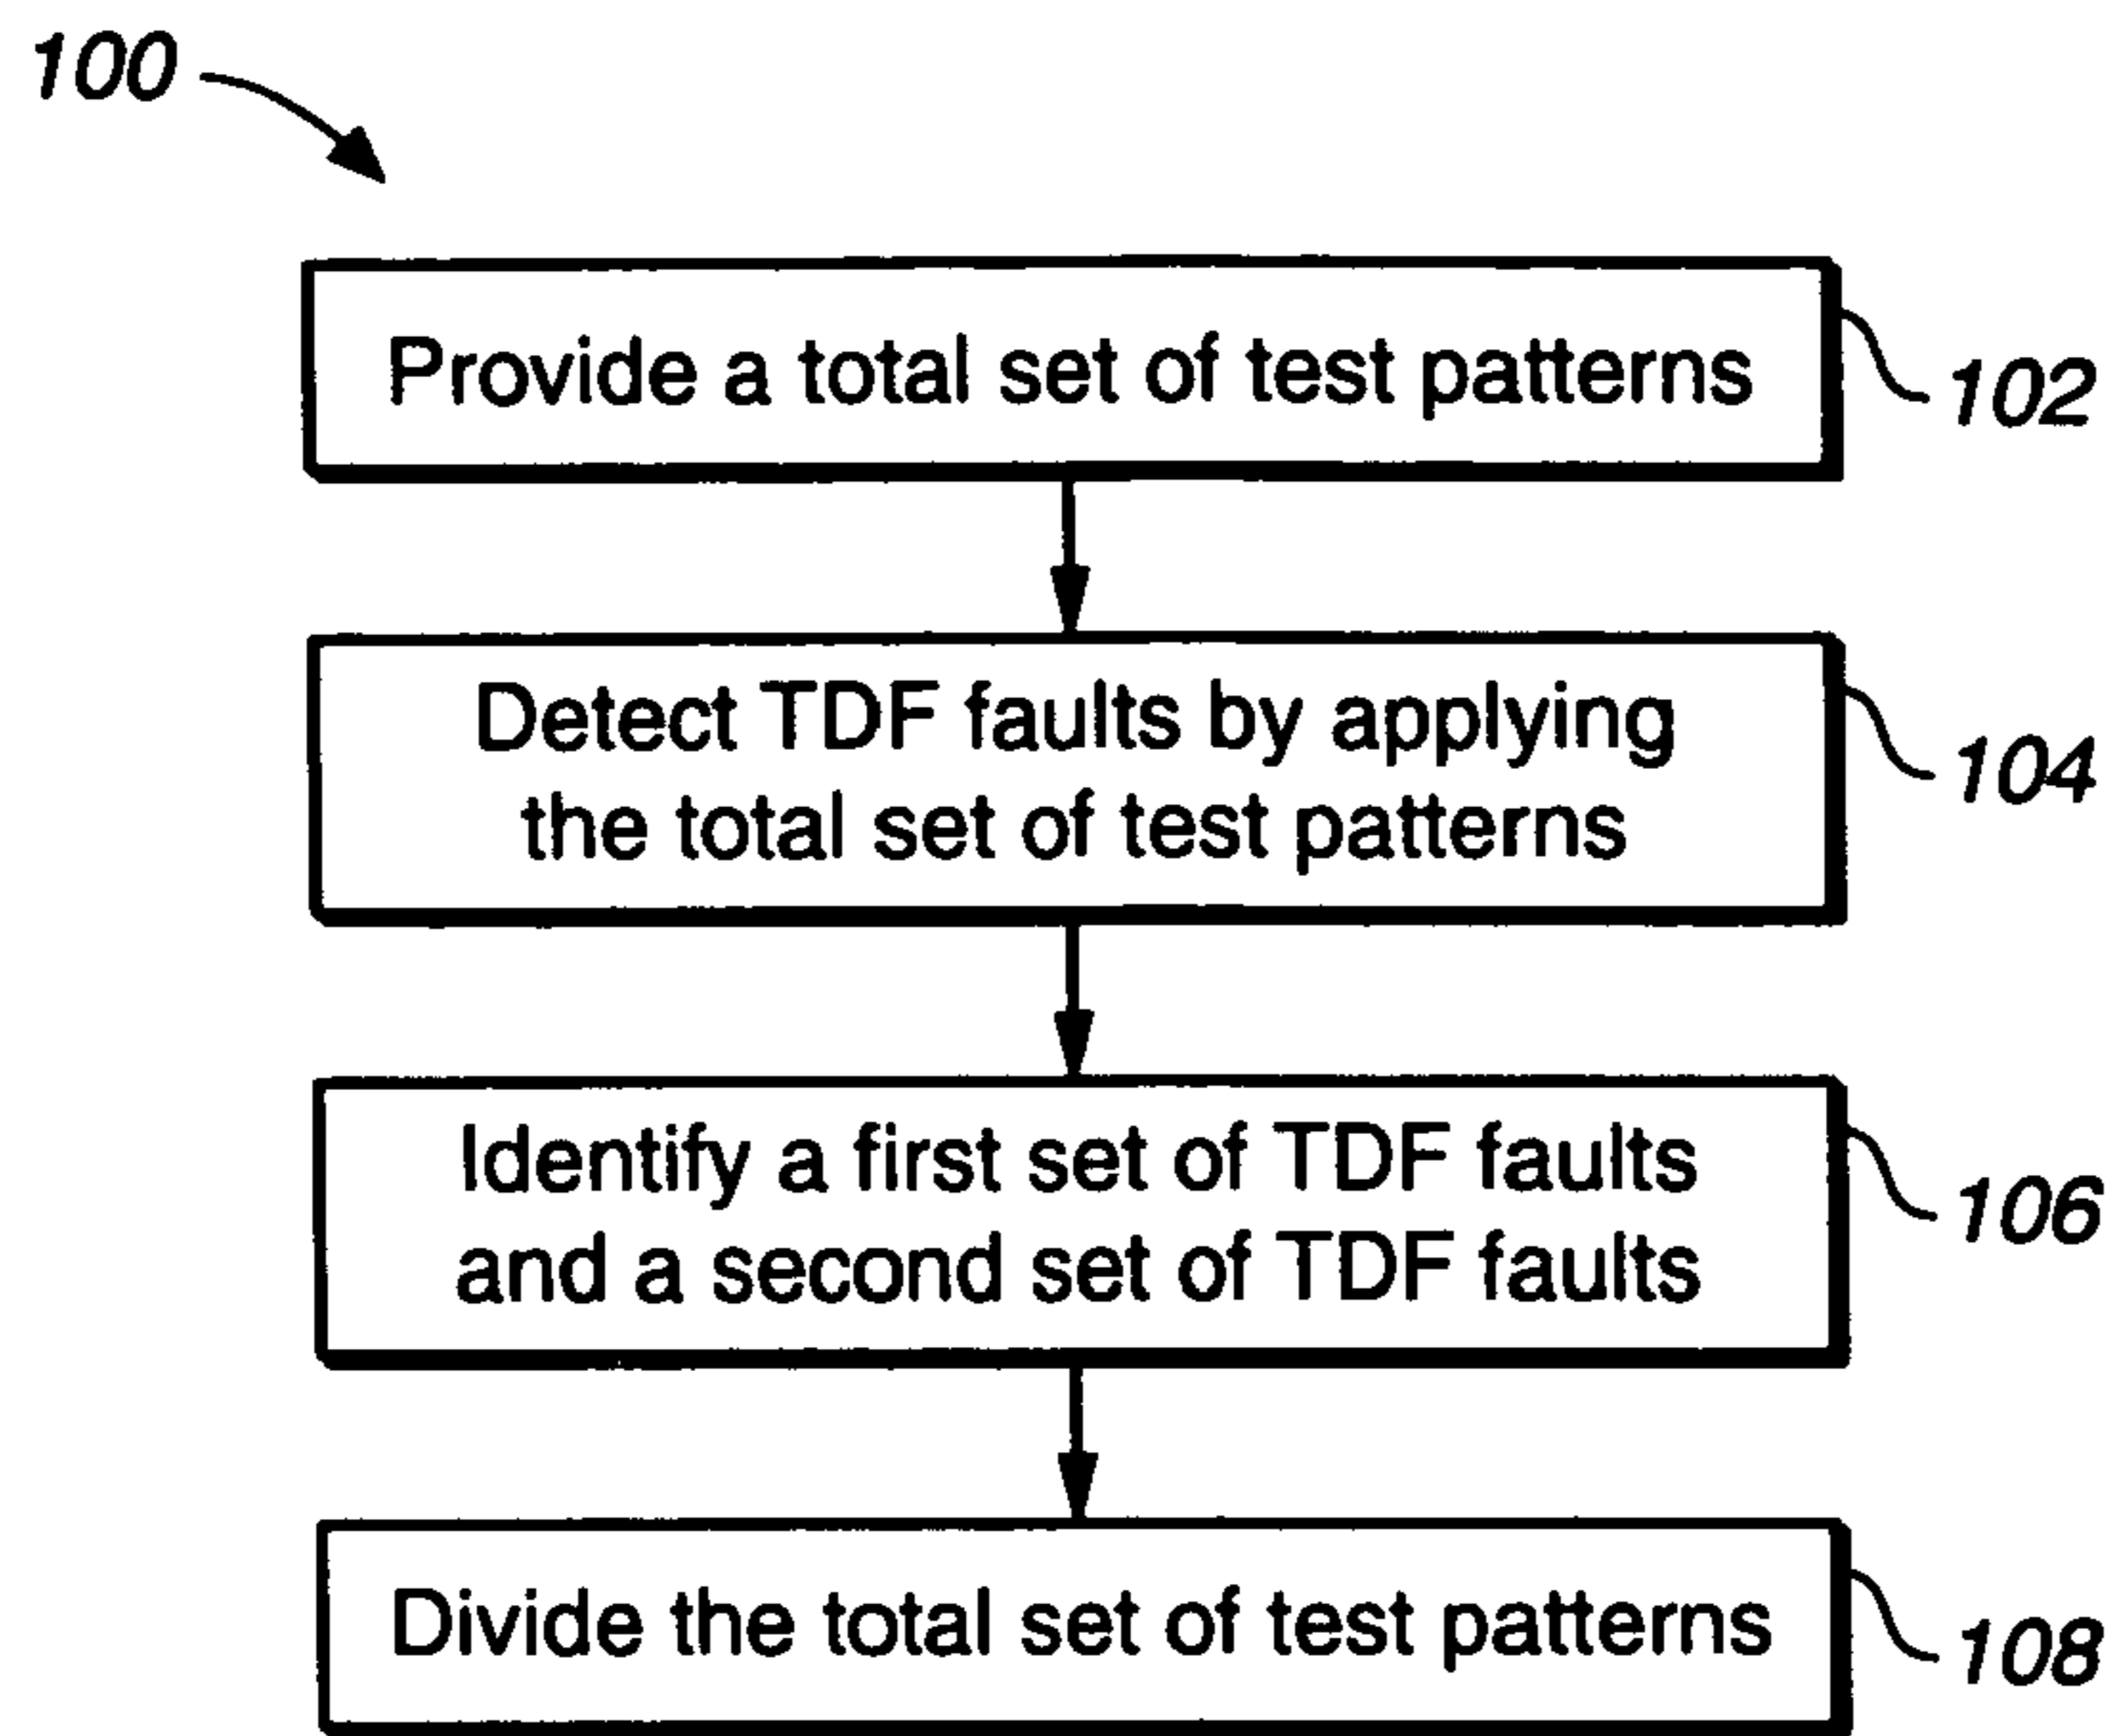 100
Provide a total set of test patterns
102
Detect TDF faults by applying
the total set of test patterns
104
Identify a first set of TDF faults
and a second set of TDF faults
106
Divide the total set of test patterns
108